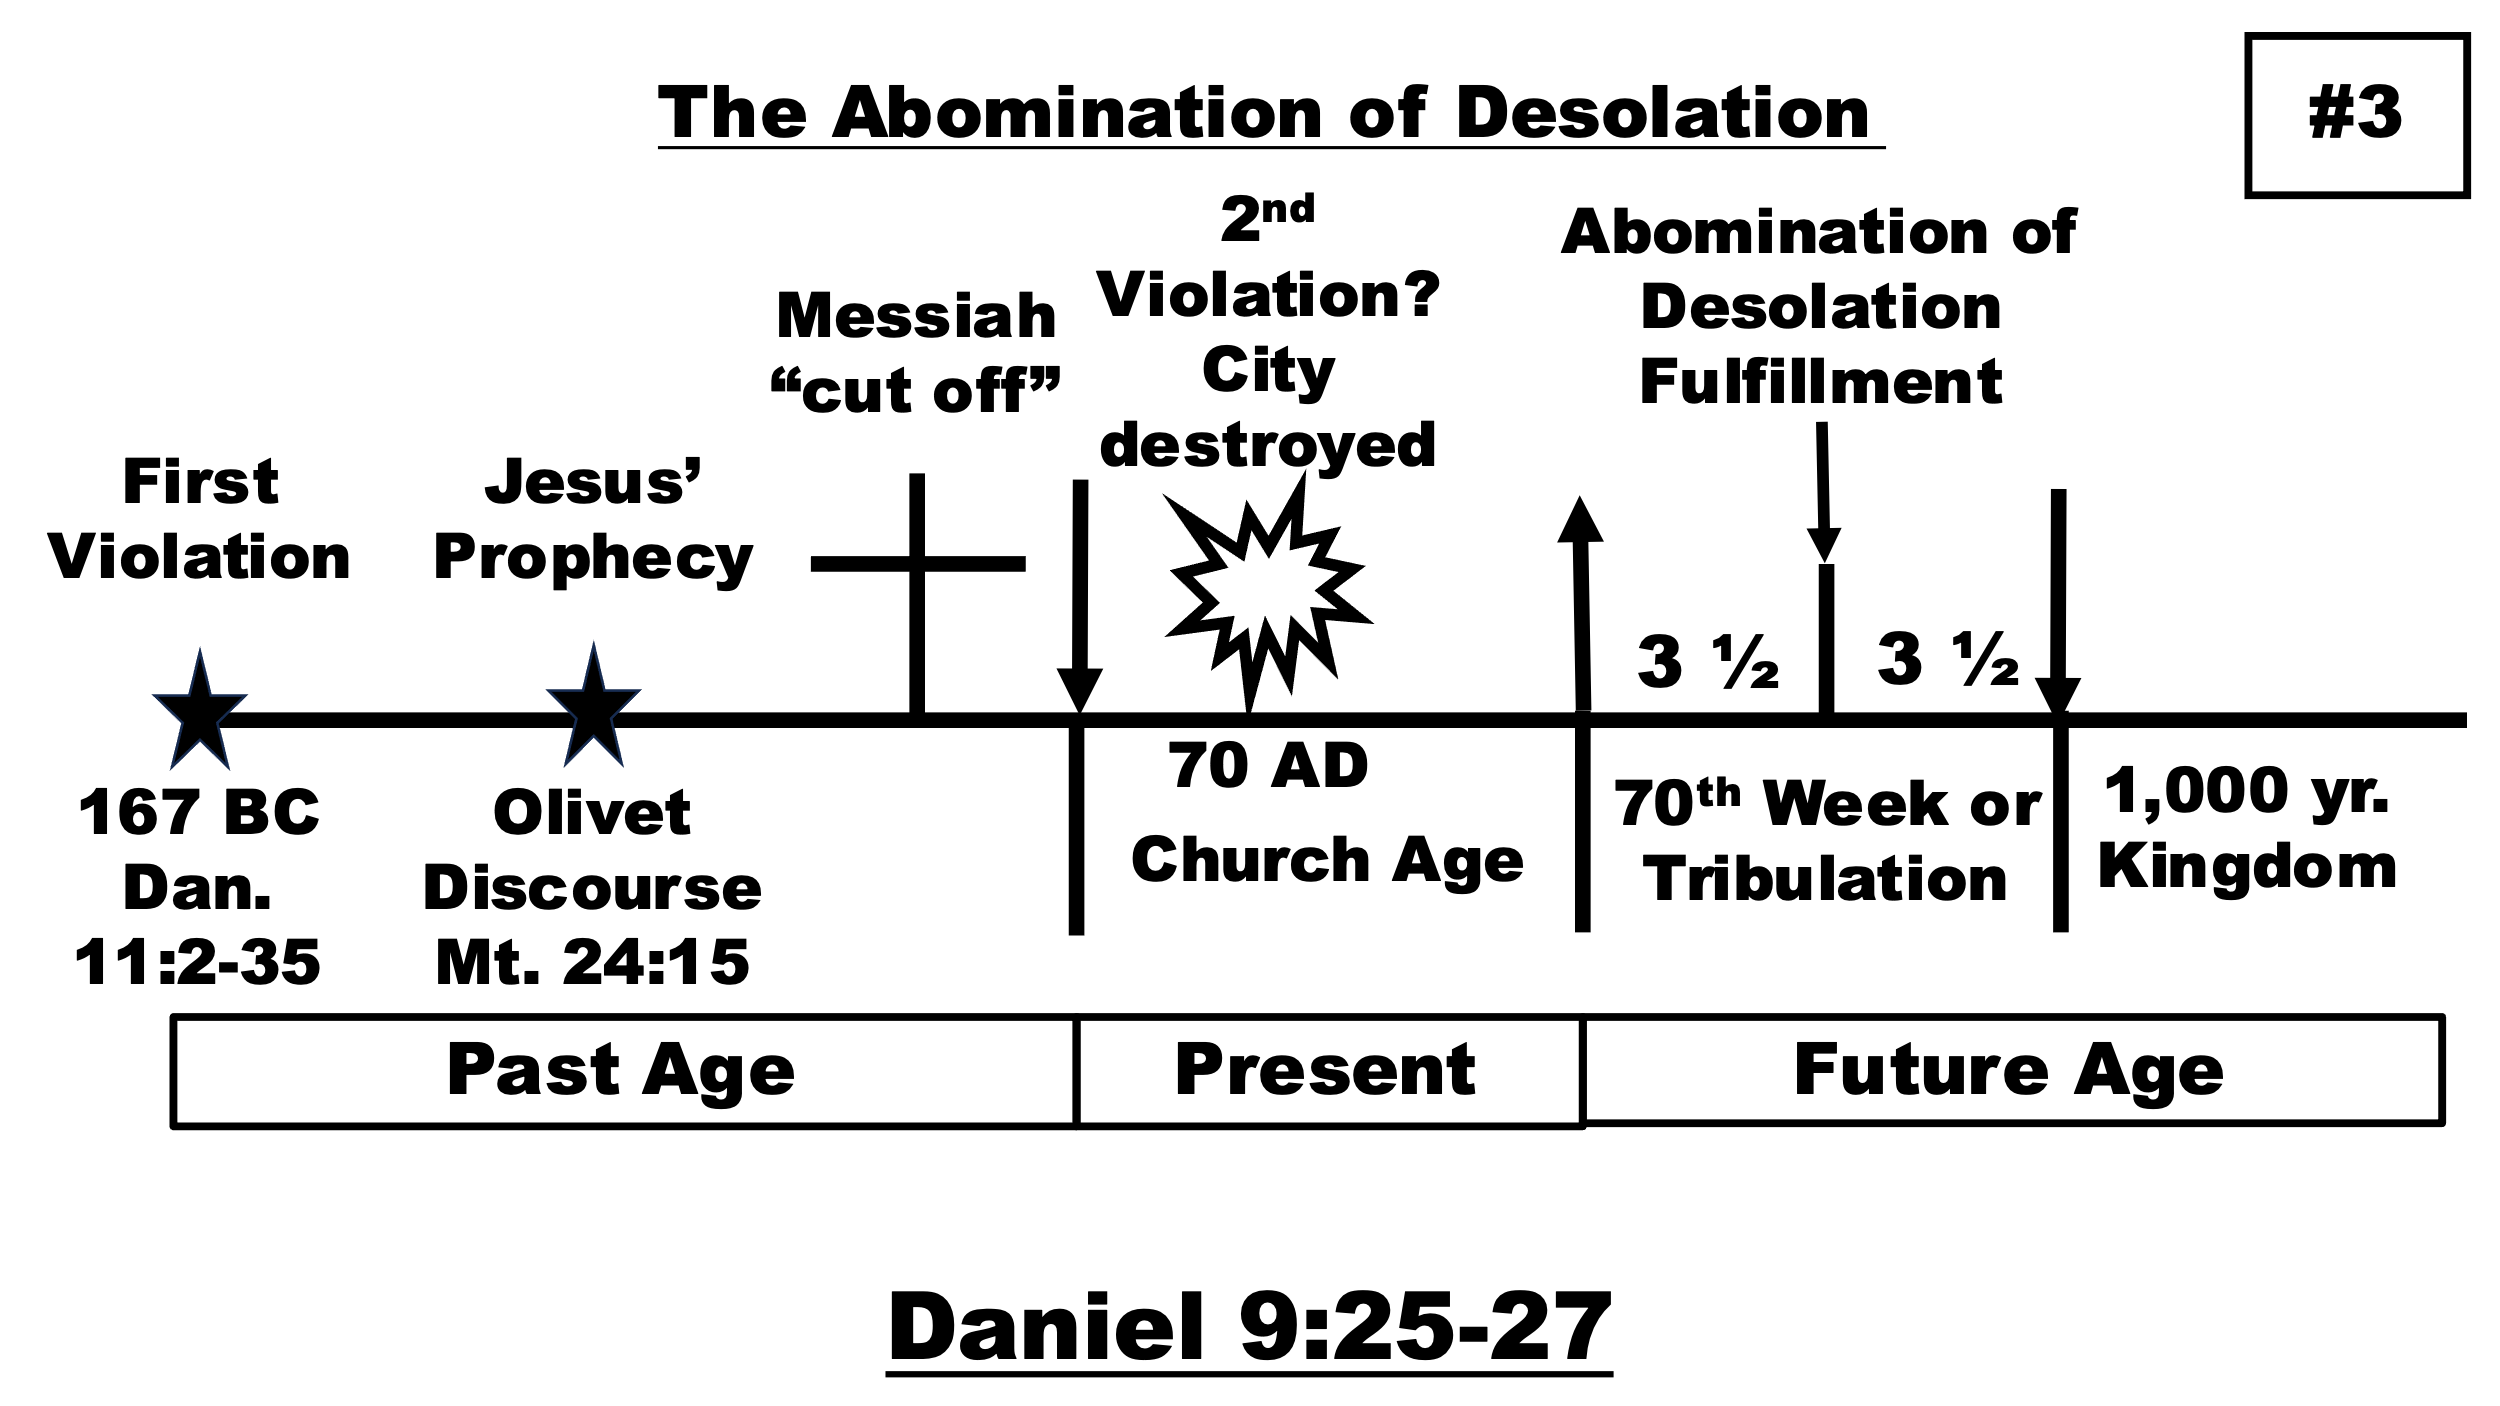 The Abomination of Desolation
#3
First
Violation
Jesus’
Prophecy
Messiah
“cut off”
2nd
Violation?
City
destroyed
Abomination of
Desolation
Fulfillment
3 ½
3 ½
167 BC
Dan.
11:2-35
Olivet
Discourse
Mt. 24:15
70 AD
Church Age
70th Week or
Tribulation
1,000 yr.
Kingdom
Past Age
Present
Future Age
Daniel 9:25-27